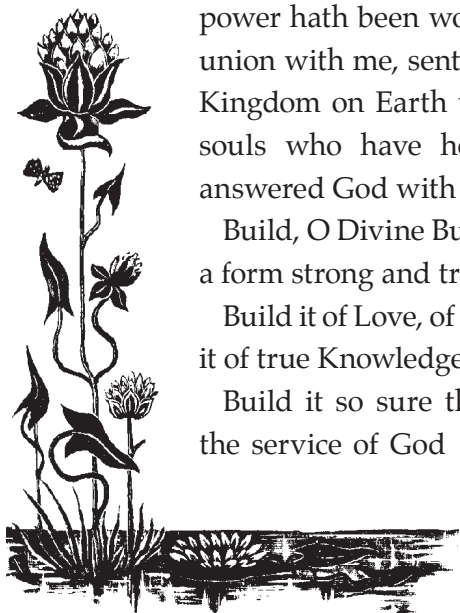 power hath been wo
union with me, sent
Kingdom on Earth
souls who have he
answered God with
Build, O Divine Bu
a form strong and tr
Build it of Love, of
it of true Knowledge
Build it so sure th
the service of God